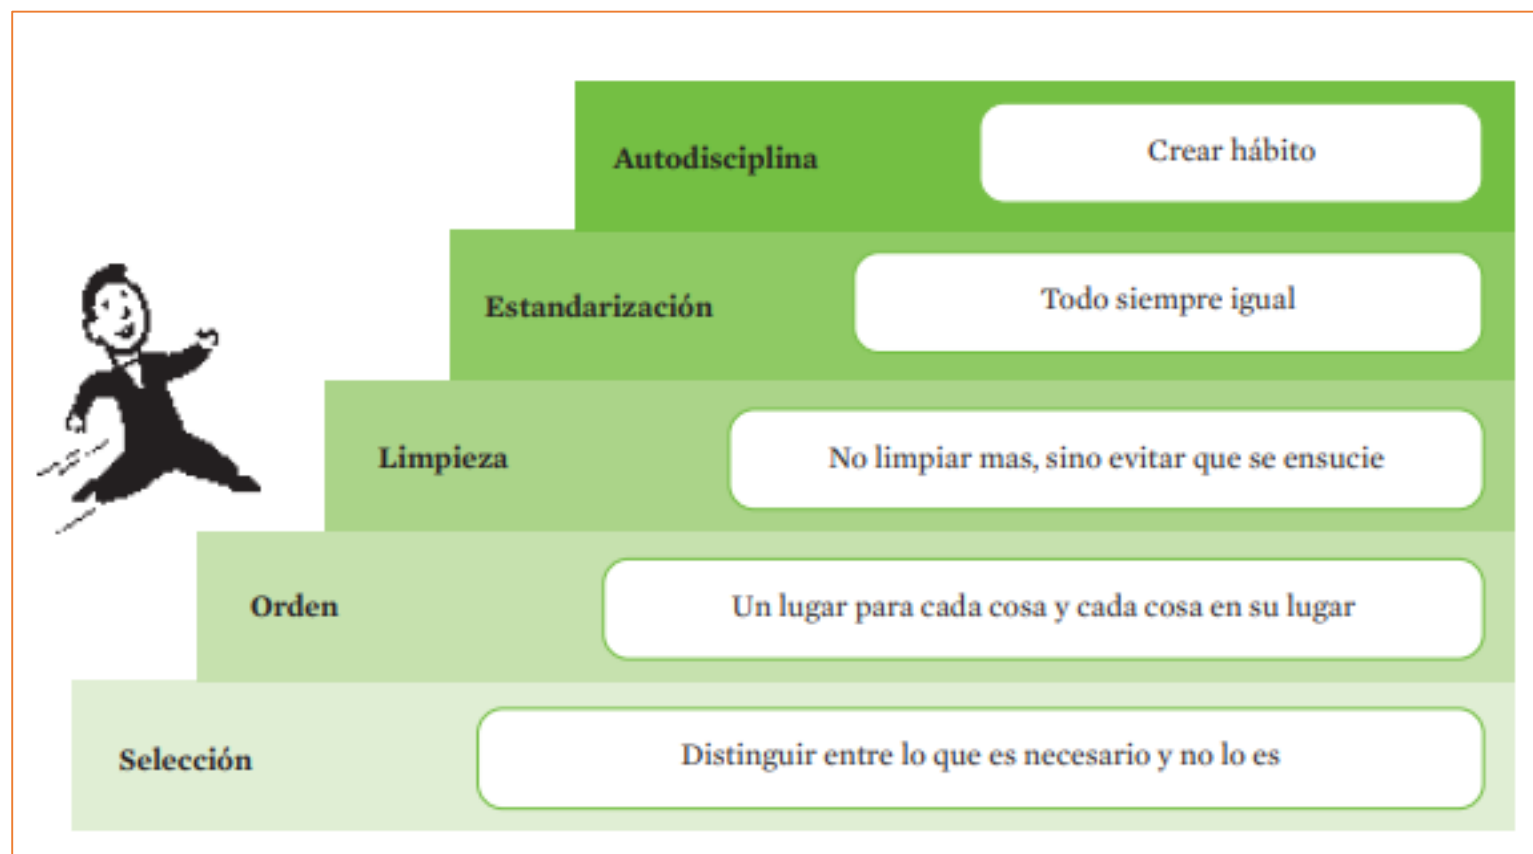 Autodisciplina
Crear hábito
Estandarización
Todo siempre igual
Limpieza
No limpiar mas, sino evitar que se ensucie
Orden
Un lugar para cada cosa y cada cosa en su lugar
Selección
Distinguir entre lo que es necesario y no lo es